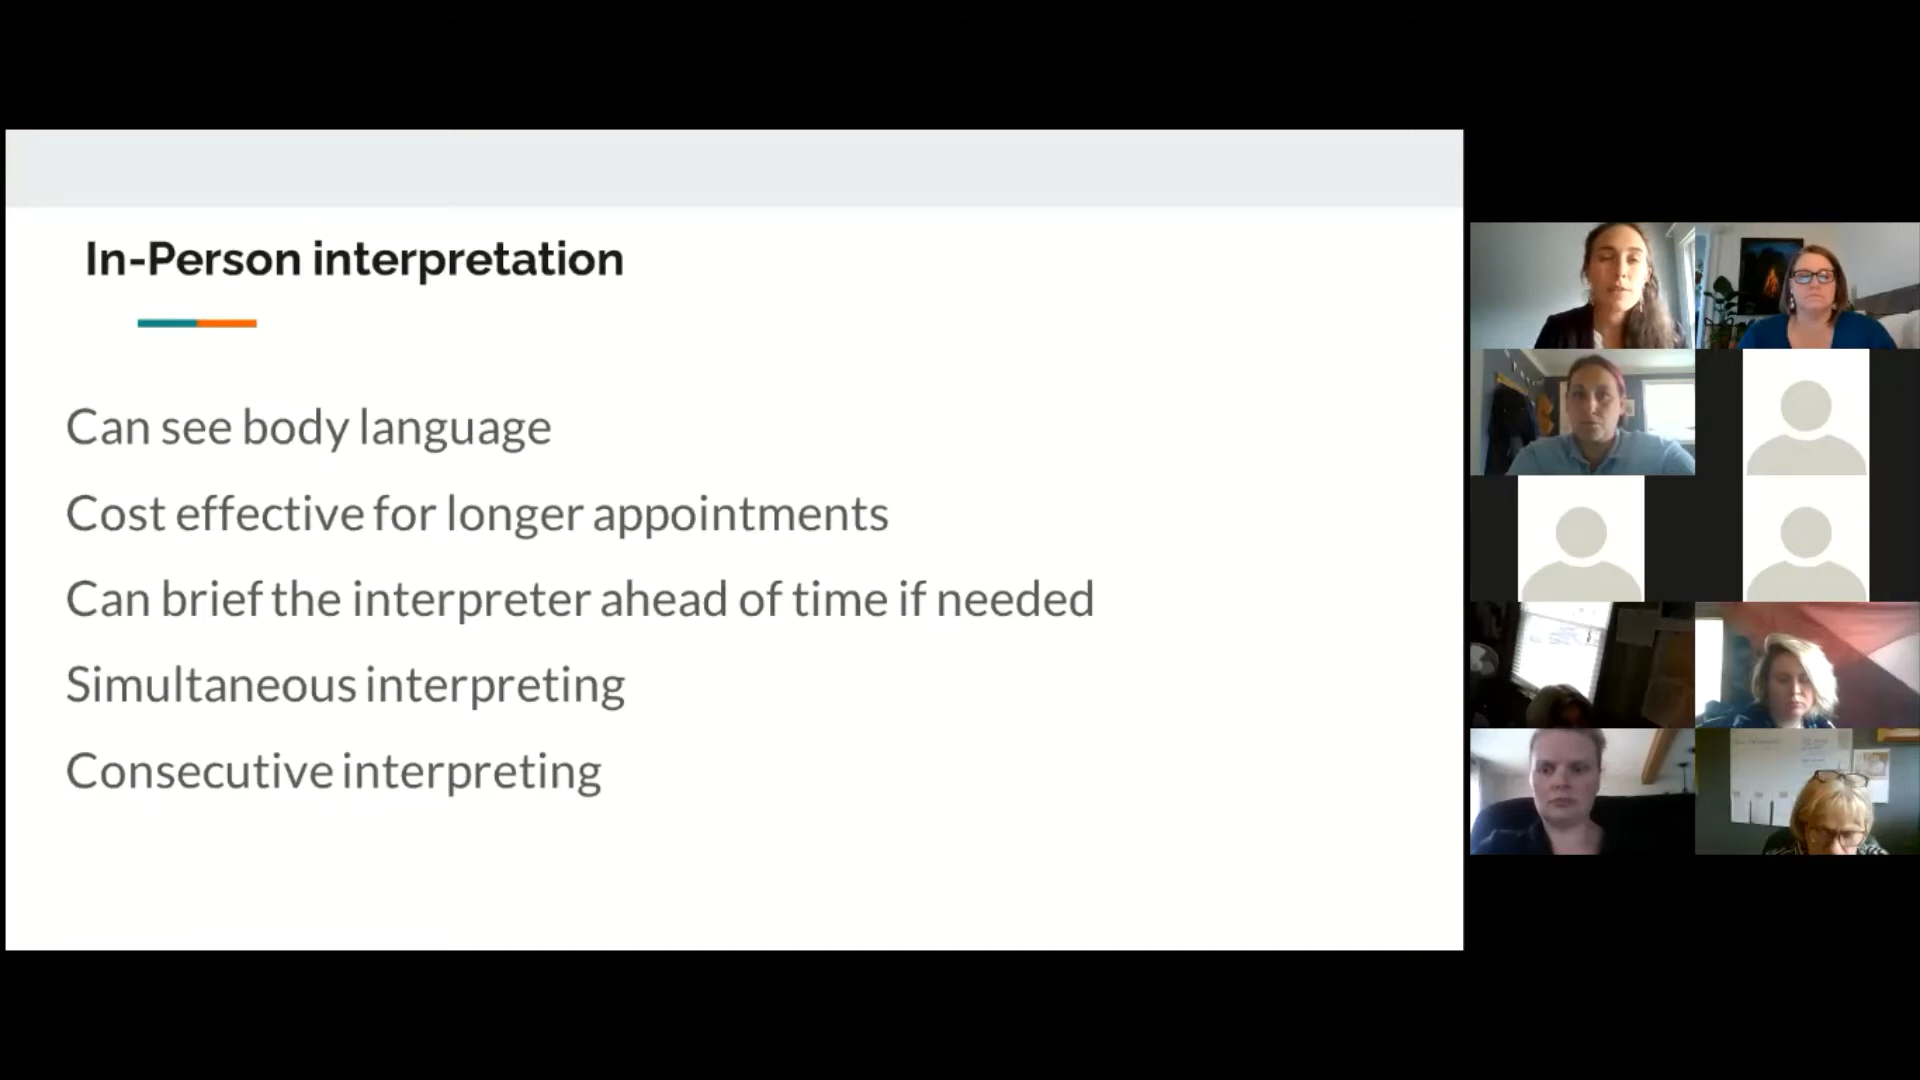 In-Person interpretation
Can see body language
Cost effective for longer appointments
Can brief the interpreter ahead of time if needed
Simultaneous interpreting
Consecutive interpreting